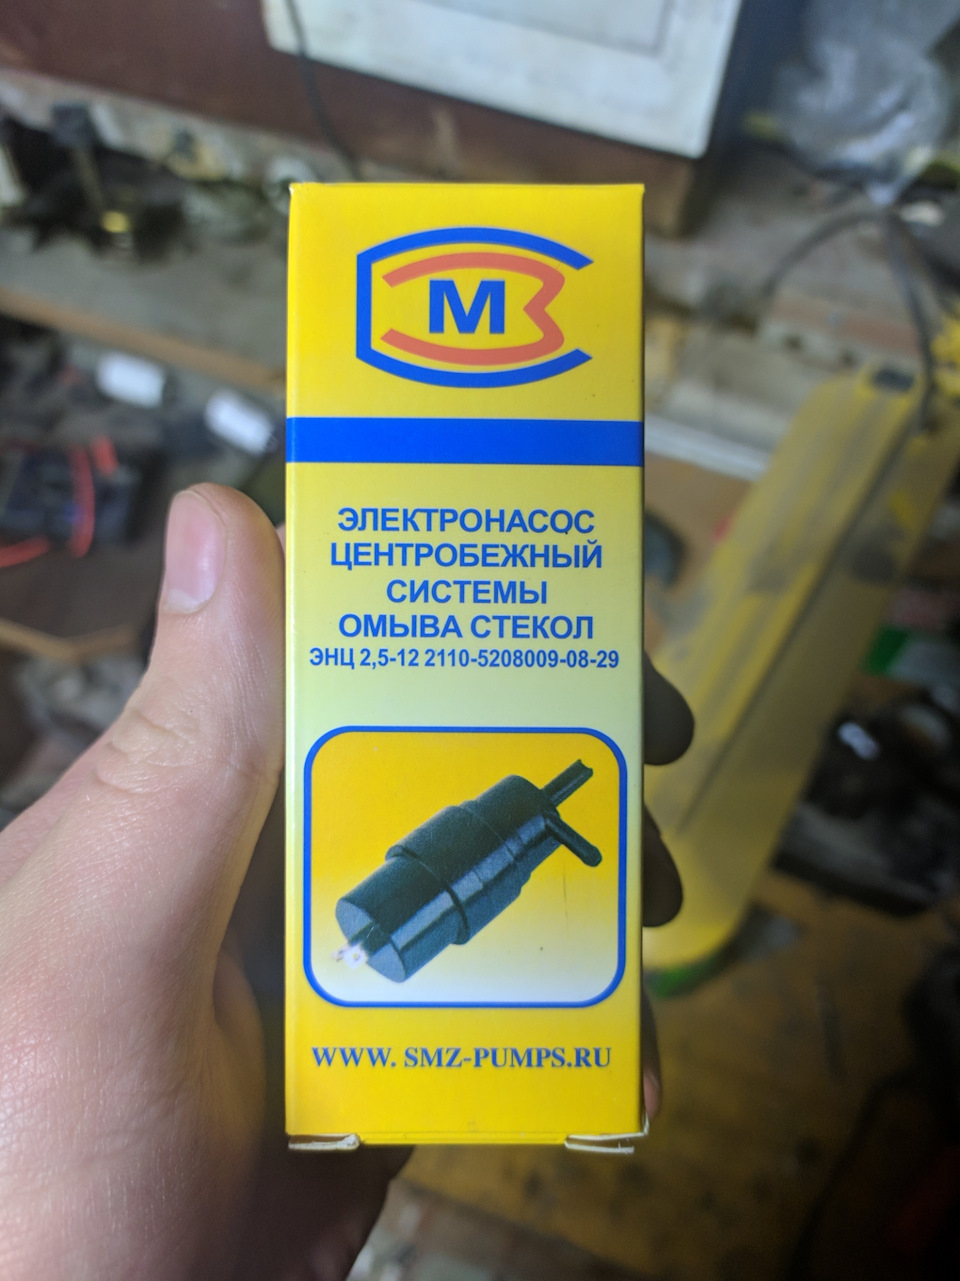 М
ЭЛЕКТРОНАСОС
ЦЕНТРОБЕЖНЫЙ
СИСТЕМЫ
ОМЫВА СТЕКОЛ
ЭНЦ 2,5-12 2110-5208009-08-29
WWW. SMZ-PUMPS.RU